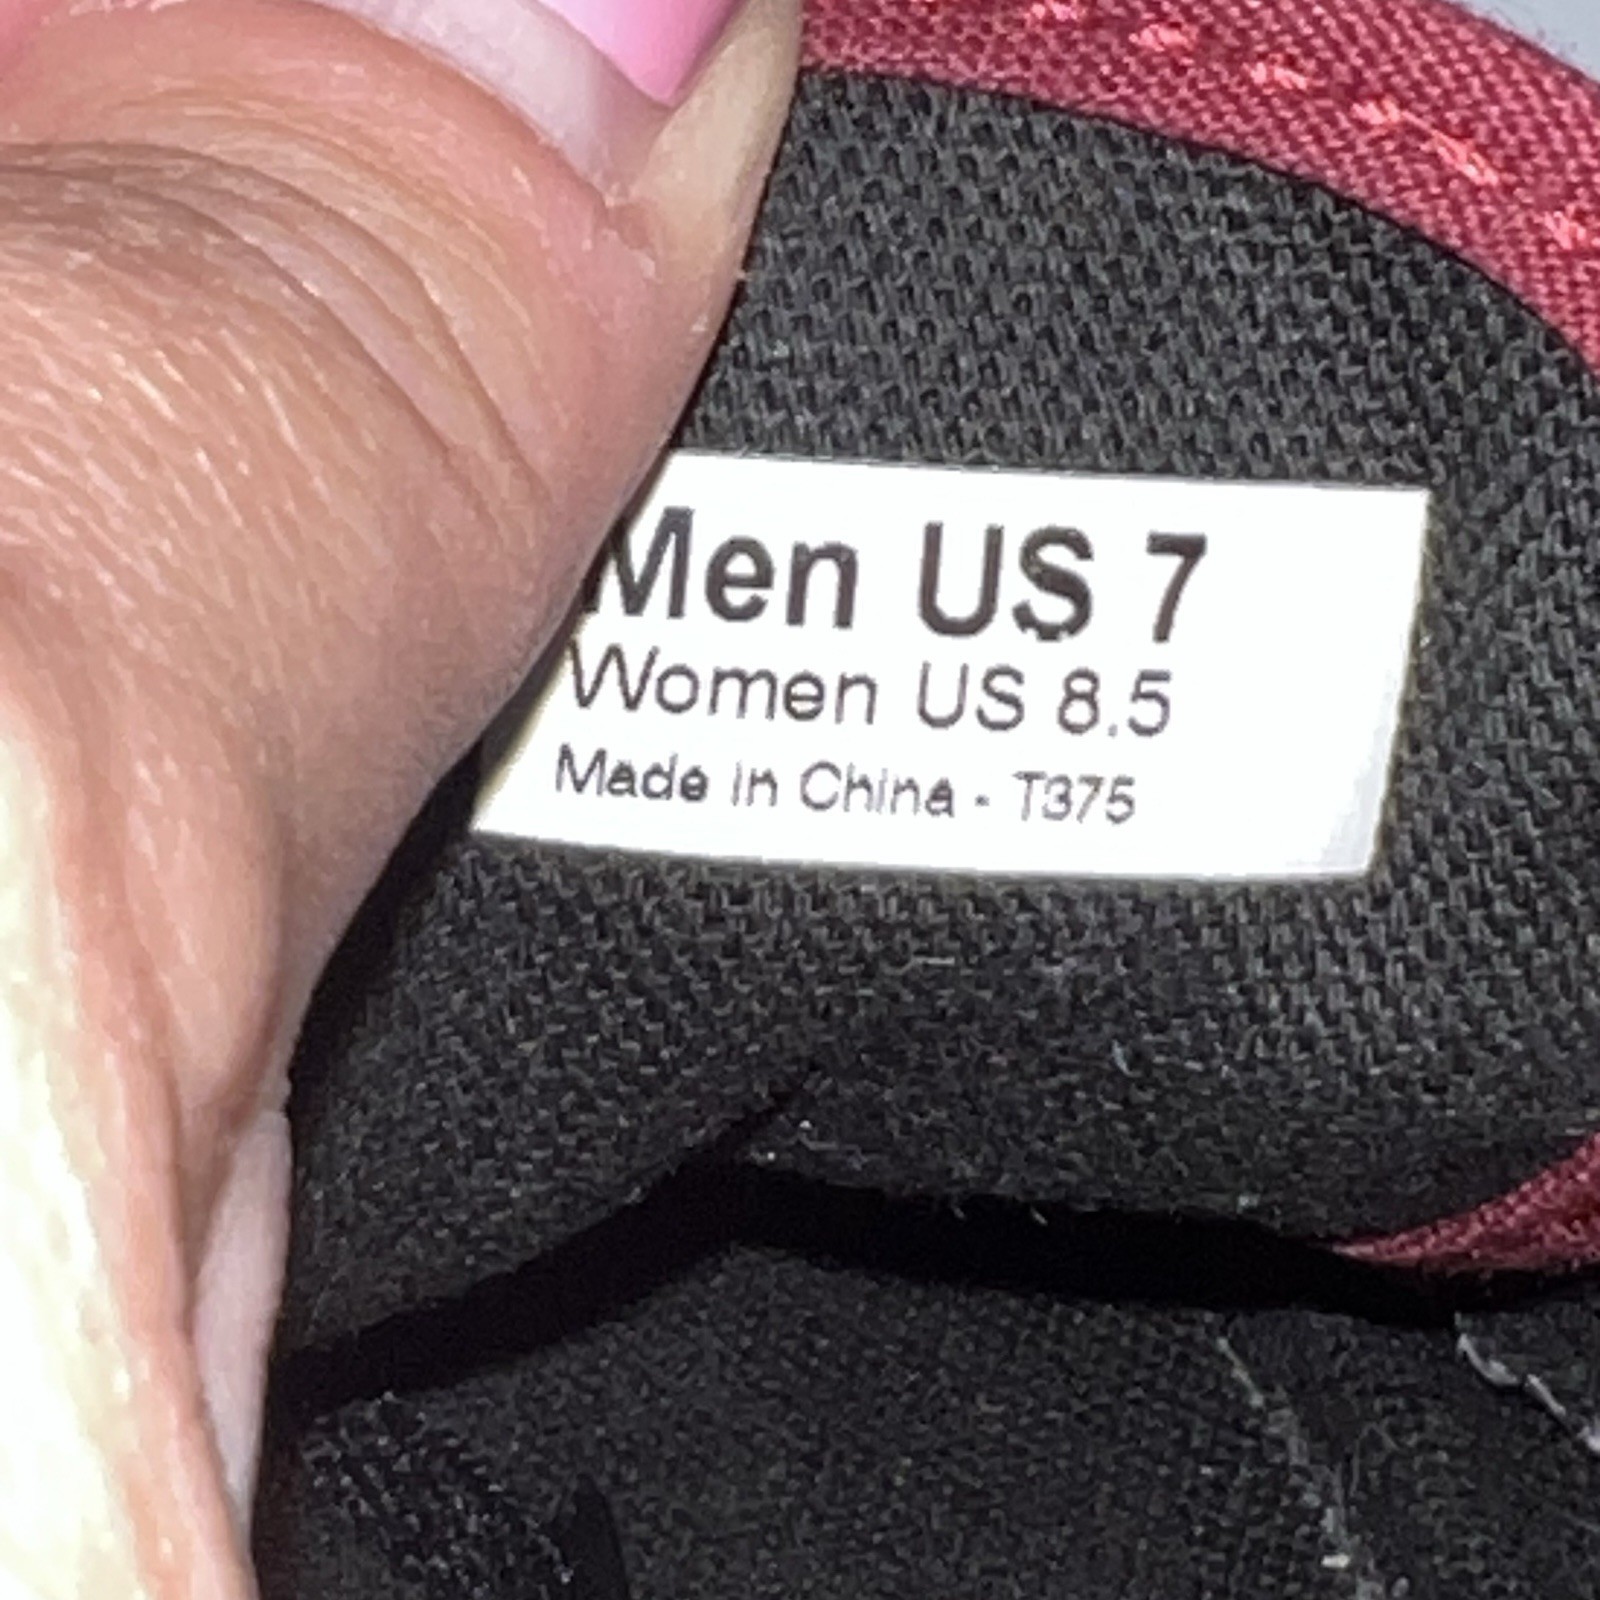 Men US 7
Women US 8.5
Made in China - T375